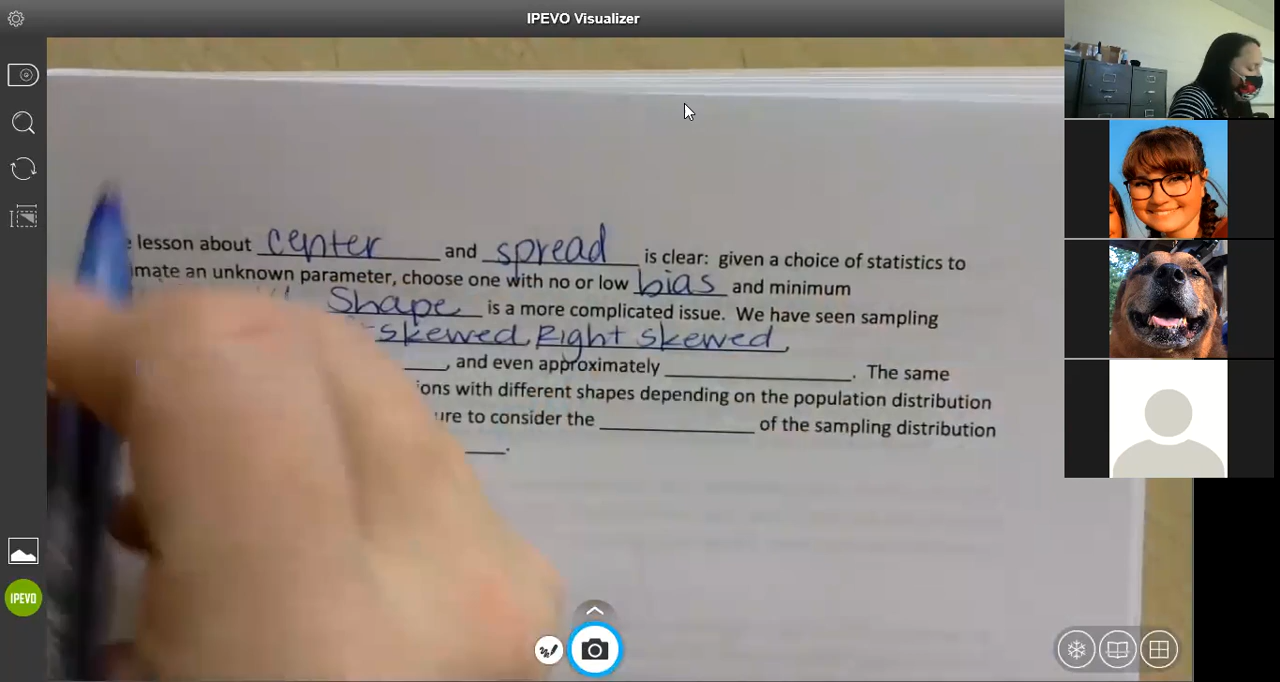 IPEVO Visualizer
lesson about center and spread is clear: given a choice of statistics to
an unknown parameter, choose one with no or low bias and minimum
Shape is a more complicated issue. We have seen sampling
skewed, Right skewed,
, and even approximately ____. The same
with different shapes depending on the population distribution
to consider the ____ of the sampling distribution
IPEVO